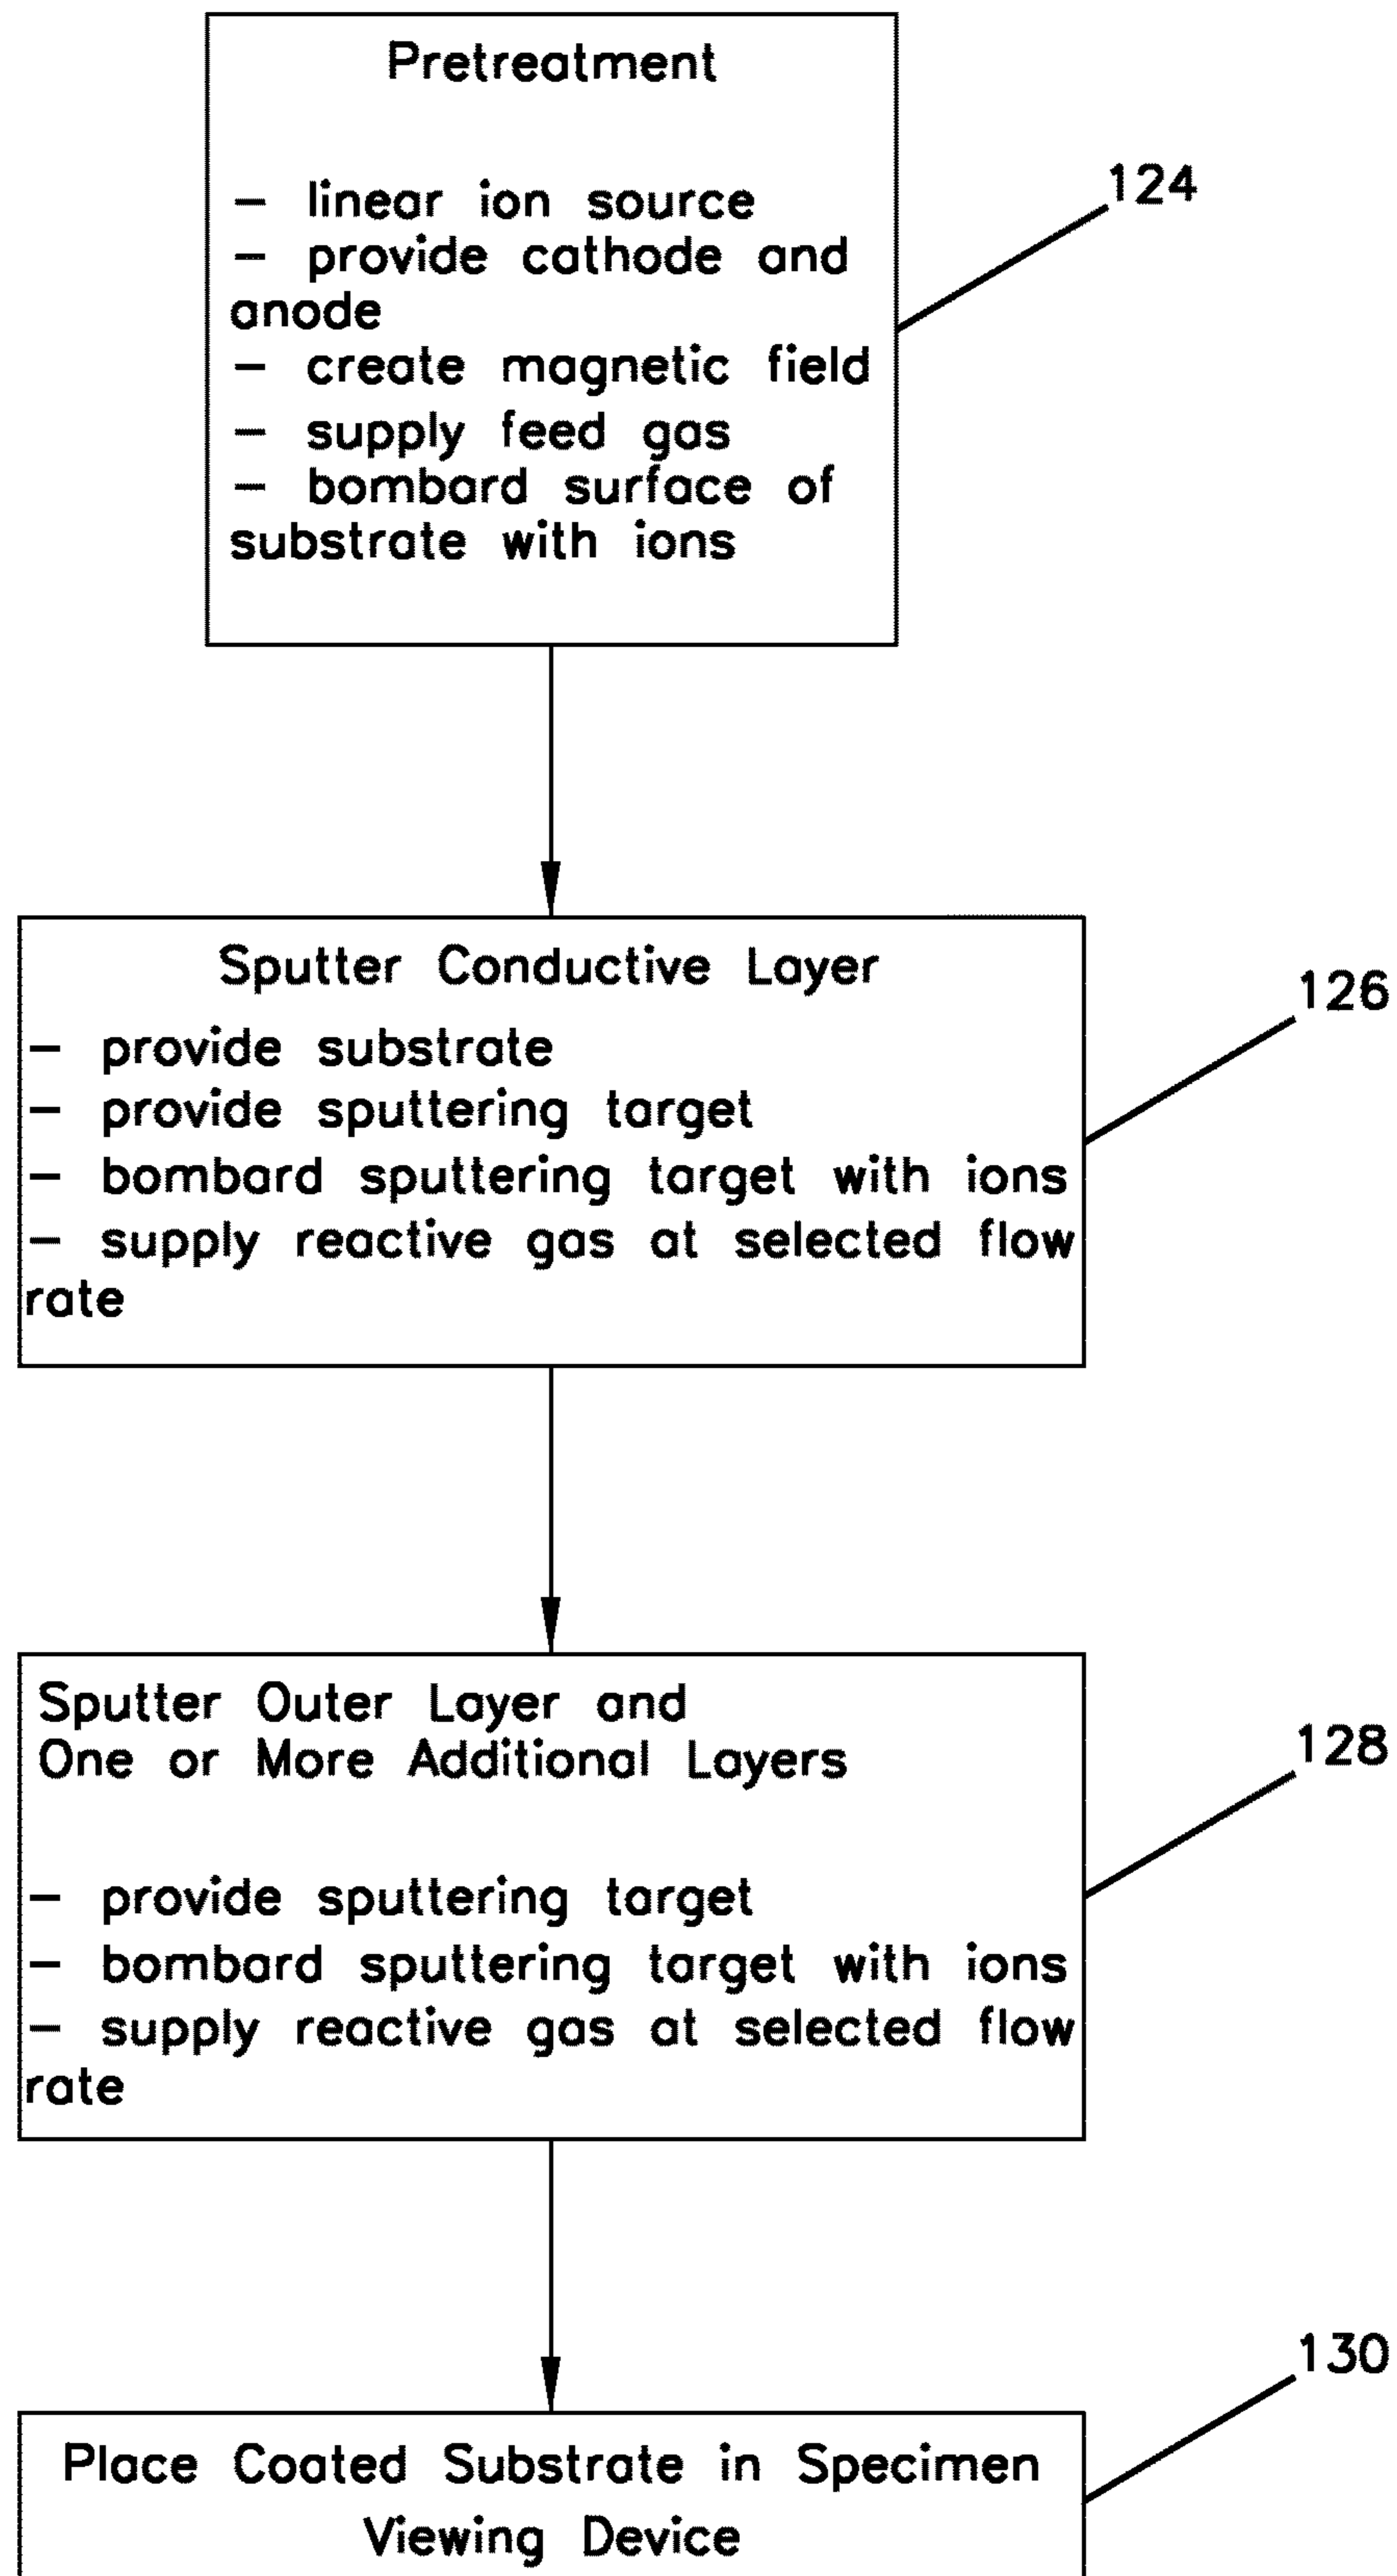 Pretreatment
– linear ion source
– provide cathode and
anode
– create magnetic field
– supply feed gas
– bombard surface of
substrate with ions
124
Sputter Conductive Layer
– provide substrate
– provide sputtering target
– bombard sputtering target with ions
– supply reactive gas at selected flow
rate
126
Sputter Outer Layer and
One or More Additional Layers
– provide sputtering target
– bombard sputtering target with ions
– supply reactive gas at selected flow
rate
128
Place Coated Substrate in Specimen
Viewing Device
130